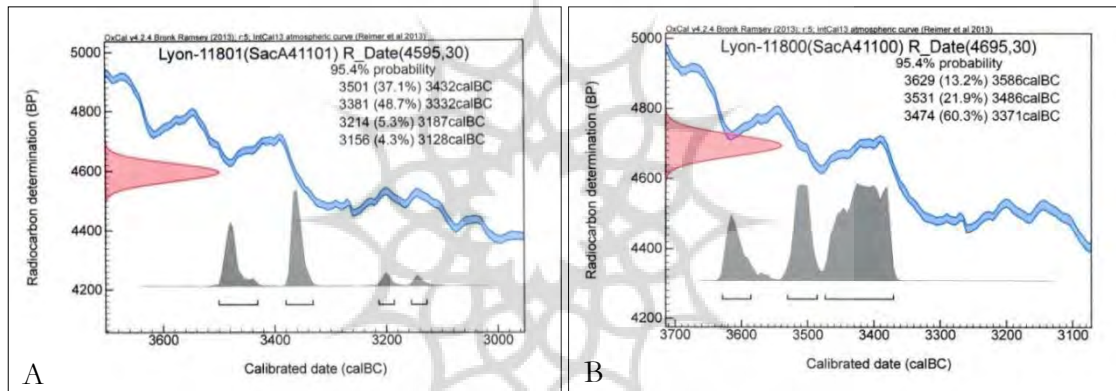 OxCal v4.2.4 Bronk Ramsey (2013); r:5; IntCal13 atmospheric curve (Reimer et al 2013)
Lyon-11801(SacA41101) R_Date(4595,30)
95.4% probability
3501 (37.1%) 3432calBC
3381 (48.7%) 3332calBC
3214 (5.3%) 3187calBC
3156 (4.3%) 3128calBC
Radiocarbon determination (BP)
5000
4800
4600
4400
4200
3600
3400
3200
3000
Calibrated date (calBC)
A
OxCal v4.2.4 Bronk Ramsey (2013); r:5; IntCal13 atmospheric curve (Reimer et al 2013)
Lyon-11800(SacA41100) R_Date(4695,30)
95.4% probability
3629 (13.2%) 3586calBC
3531 (21.9%) 3486calBC
3474 (60.3%) 3371calBC
Radiocarbon determination (BP)
5000
4800
4600
4400
4200
3700
3600
3500
3400
3300
3200
3100
Calibrated date (calBC)
B